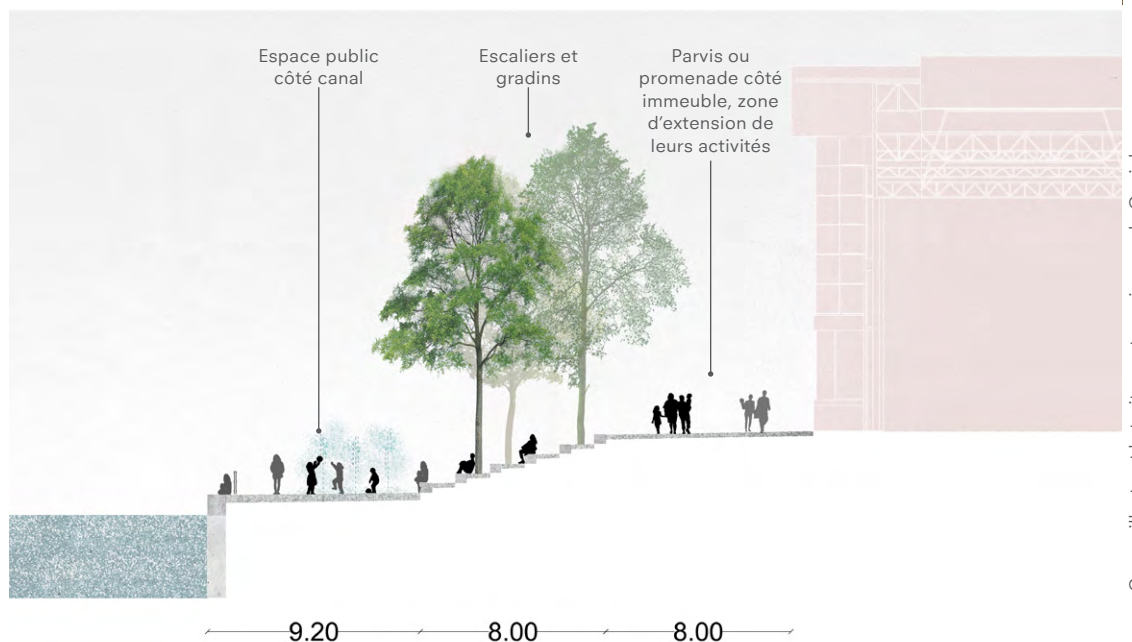 Espace public
côté canal
Escaliers et
gradins
Parvis ou
promenade côté
immeuble, zone
d’extension de
leurs activités
9.20
8.00
8.00